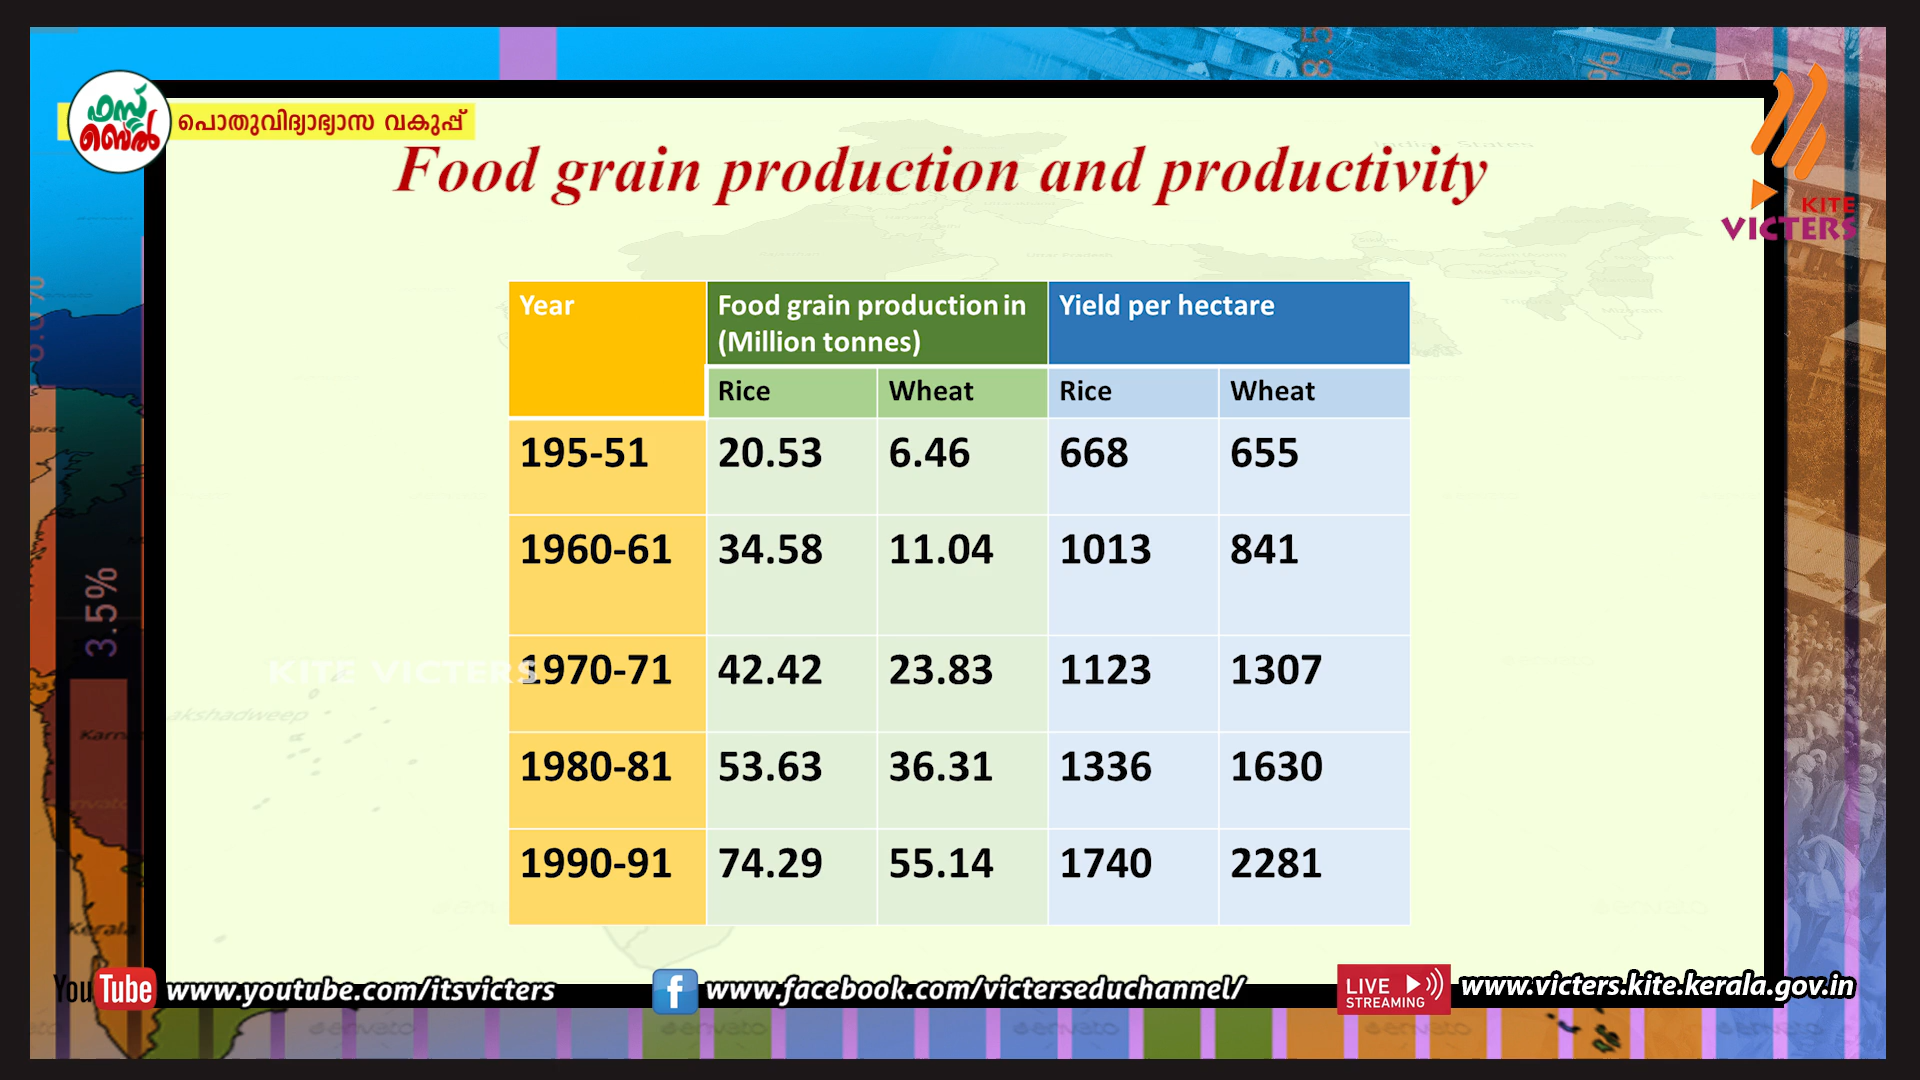 ഫസ്റ്റ്
ബെൽ
പൊതുവിദ്യാഭ്യാസ വകുപ്പ്
KITE
VICTERS
Food grain production and productivity
Year
Food grain production in
(Million tonnes)
Yield per hectare
Rice Wheat Rice Wheat
195-51 20.53 6.46 668 655
1960-61 34.58 11.04 1013 841
1970-71 42.42 23.83 1123 1307
1980-81 53.63 36.31 1336 1630
1990-91 74.29 55.14 1740 2281
KITE VICTERS
3.5%
8.5
%
%
akshadweep
Kerala
YouTube www.youtube.com/itsvicters
f www.facebook.com/victerseduchannel/
LIVE
STREAMING
www.victers.kite.kerala.gov.in